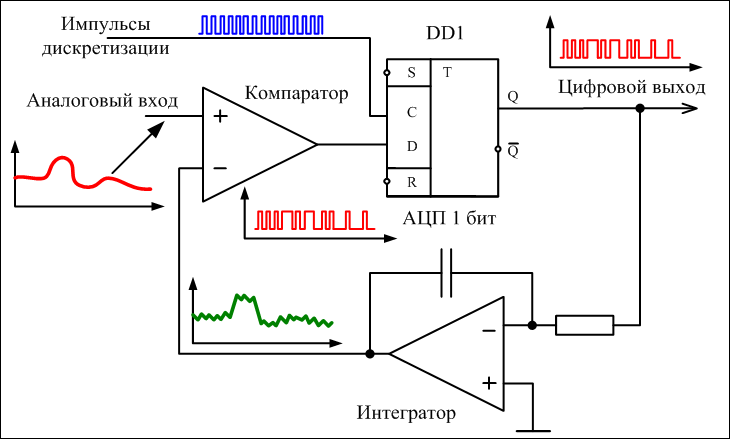 Импульсы
дискретизации
DD1
Аналоговый вход
Компаратор
S T
C
D
R
Q
Q̅
Цифровой выход
+
−
АЦП 1 бит
−
+
Интегратор